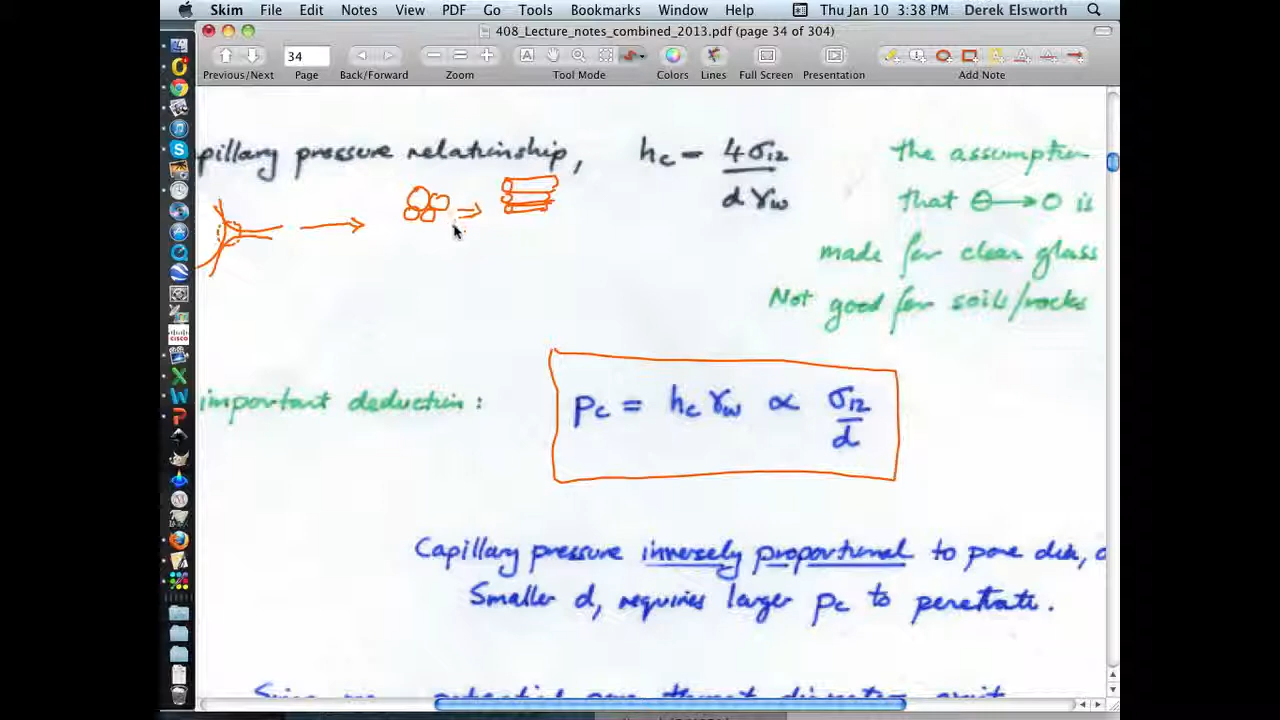 Skim File Edit Notes View PDF Go Tools Bookmarks Window Help Thu Jan 10 3:38 PM Derek Elsworth
408_Lecture_notes_combined_2013.pdf (page 34 of 304)
34
Previous/Next Page Back/Forward Zoom Tool Mode Colors Lines Full Screen Presentation Add Note
pillary pressure relationship, hc = 4σ12 / dγw
the assumption
that θ → 0 is
made for clear glass
Not good for soils/rocks
important deduction: pc = hc γw ∝ σ12 / d
Capillary pressure inversely proportional to pore dia,
Smaller d, requires larger pc to penetrate.